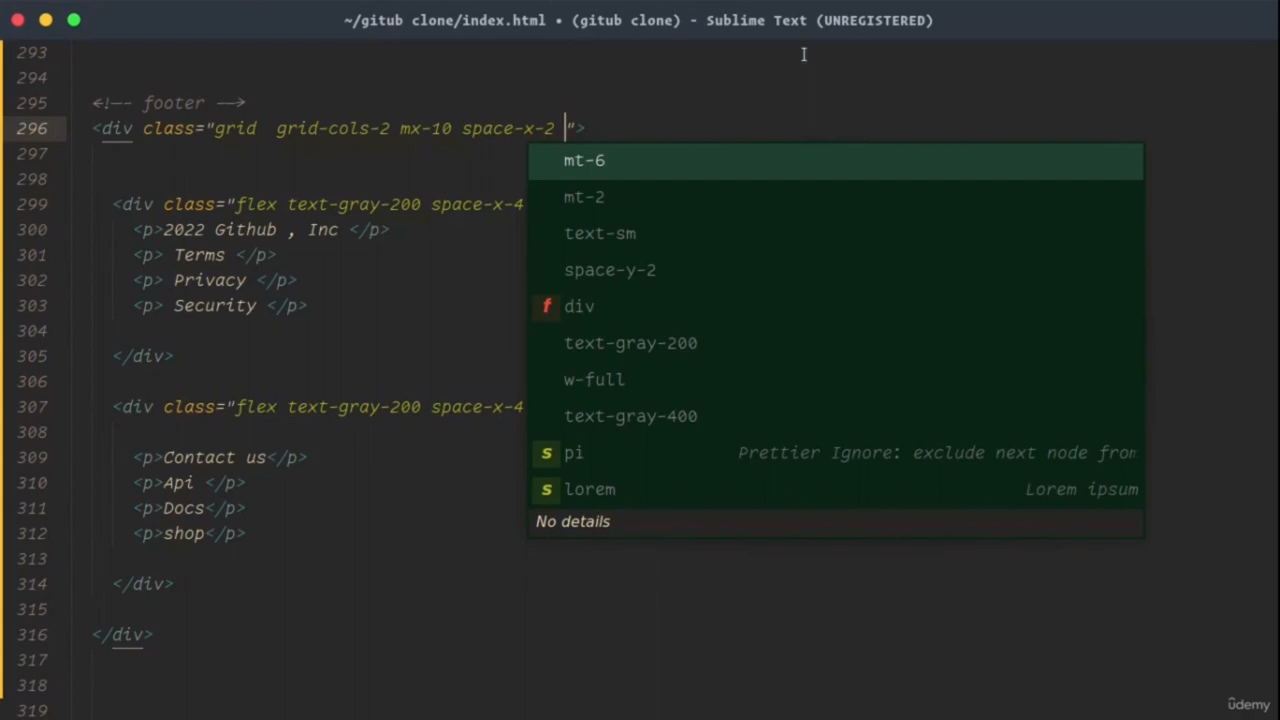 ~/gitub clone/index.html • (gitub clone) - Sublime Text (UNREGISTERED)
293
294
295 <!-- footer -->
296 <div class="grid  grid-cols-2 mx-10 space-x-2 ">
297
298
299 <div class="flex text-gray-200 space-x-4
300 <p>2022 Github , Inc </p>
301 <p> Terms </p>
302 <p> Privacy </p>
303 <p> Security </p>
304
305 </div>
306
307 <div class="flex text-gray-200 space-x-4
308
309 <p>Contact us</p>
310 <p>Api </p>
311 <p>Docs</p>
312 <p>shop</p>
313
314 </div>
315
316 </div>
317
318
319
mt-6
mt-2
text-sm
space-y-2
f div
text-gray-200
w-full
text-gray-400
s pi Prettier Ignore: exclude next node from
s lorem Lorem ipsum
No details
ûdemy